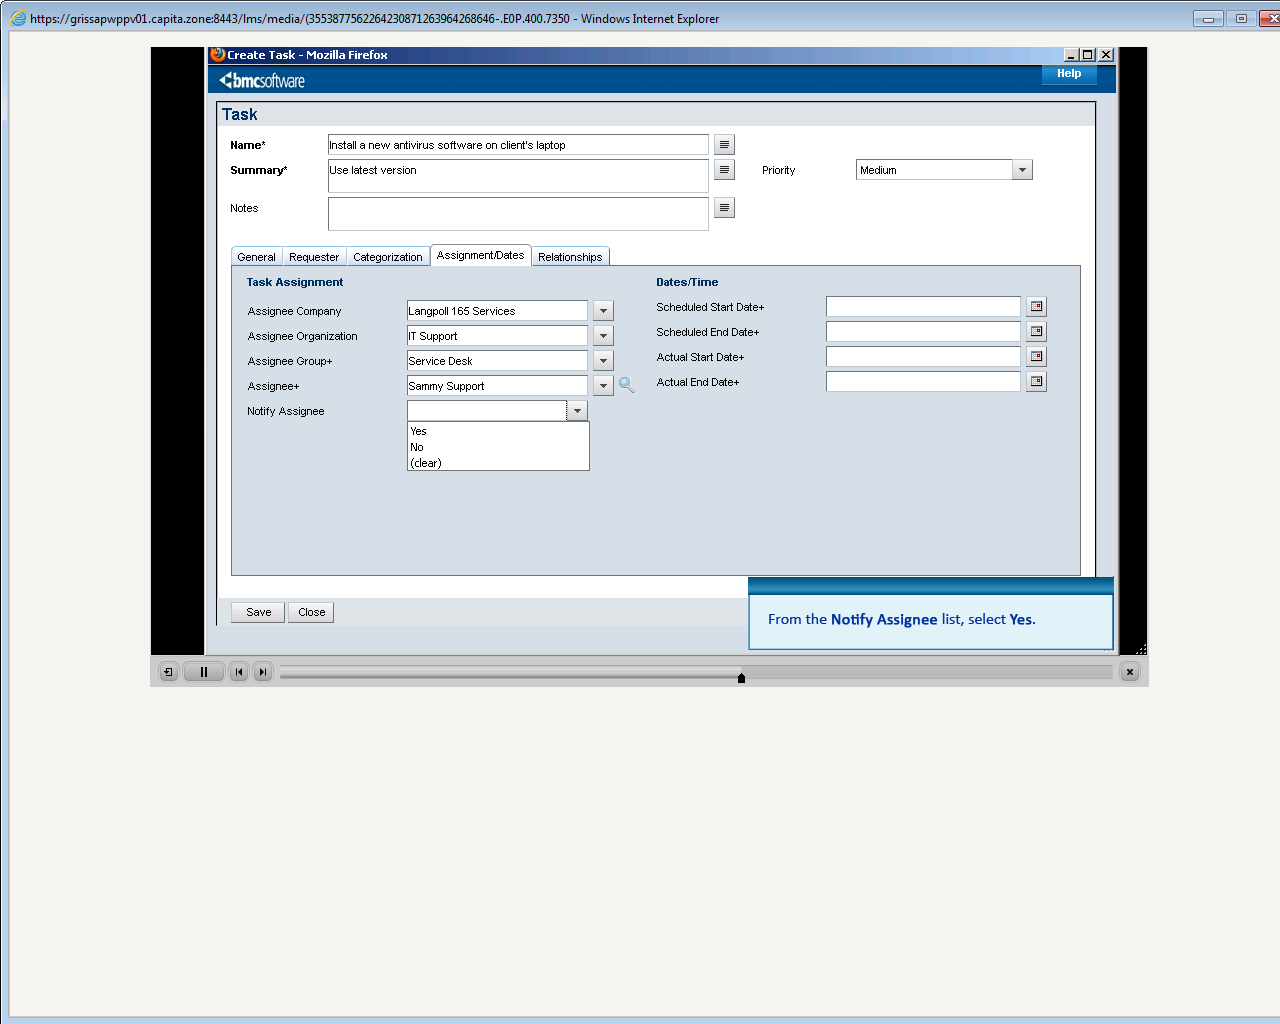 https://grissapwppv01.capita.zone:8443/lms/media/(3553877562264230871263964268646-.E0P.400.7350 - Windows Internet Explorer
Create Task - Mozilla Firefox
bmcsoftware
Help
Task
Name*
Install a new antivirus software on client's laptop
Summary*
Use latest version
Priority
Medium
Notes
General
Requester
Categorization
Assignment/Dates
Relationships
Task Assignment
Dates/Time
Assignee Company
Langpoll 165 Services
Scheduled Start Date+
Assignee Organization
IT Support
Scheduled End Date+
Assignee Group+
Service Desk
Actual Start Date+
Assignee+
Sammy Support
Actual End Date+
Notify Assignee
Yes
No
(clear)
Save
Close
From the Notify Assignee list, select Yes.